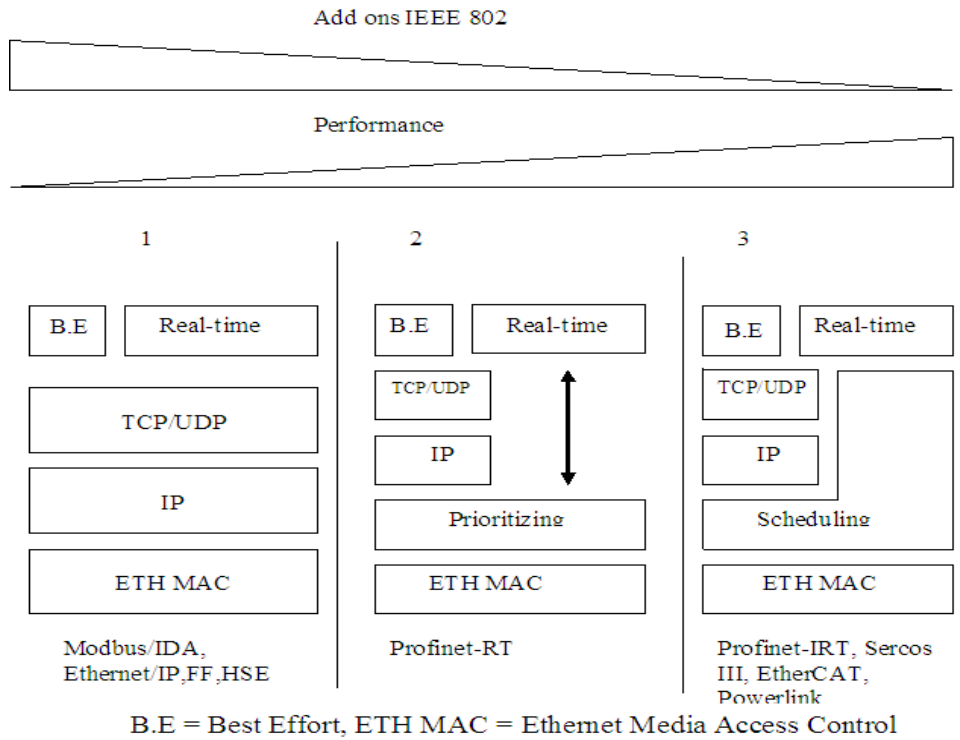 Add ons IEEE 802
Performance
1
2
3
B.E
Real-time
TCP/UDP
IP
ETH MAC
Modbus/IDA,
Ethernet/IP,FF,HSE
B.E
Real-time
TCP/UDP
IP
Prioritizing
ETH MAC
Profinet-RT
B.E
Real-time
TCP/UDP
IP
Scheduling
ETH MAC
Profinet-IRT, Sercos
III, EtherCAT,
Powerlink
B.E = Best Effort, ETH MAC = Ethernet Media Access Control